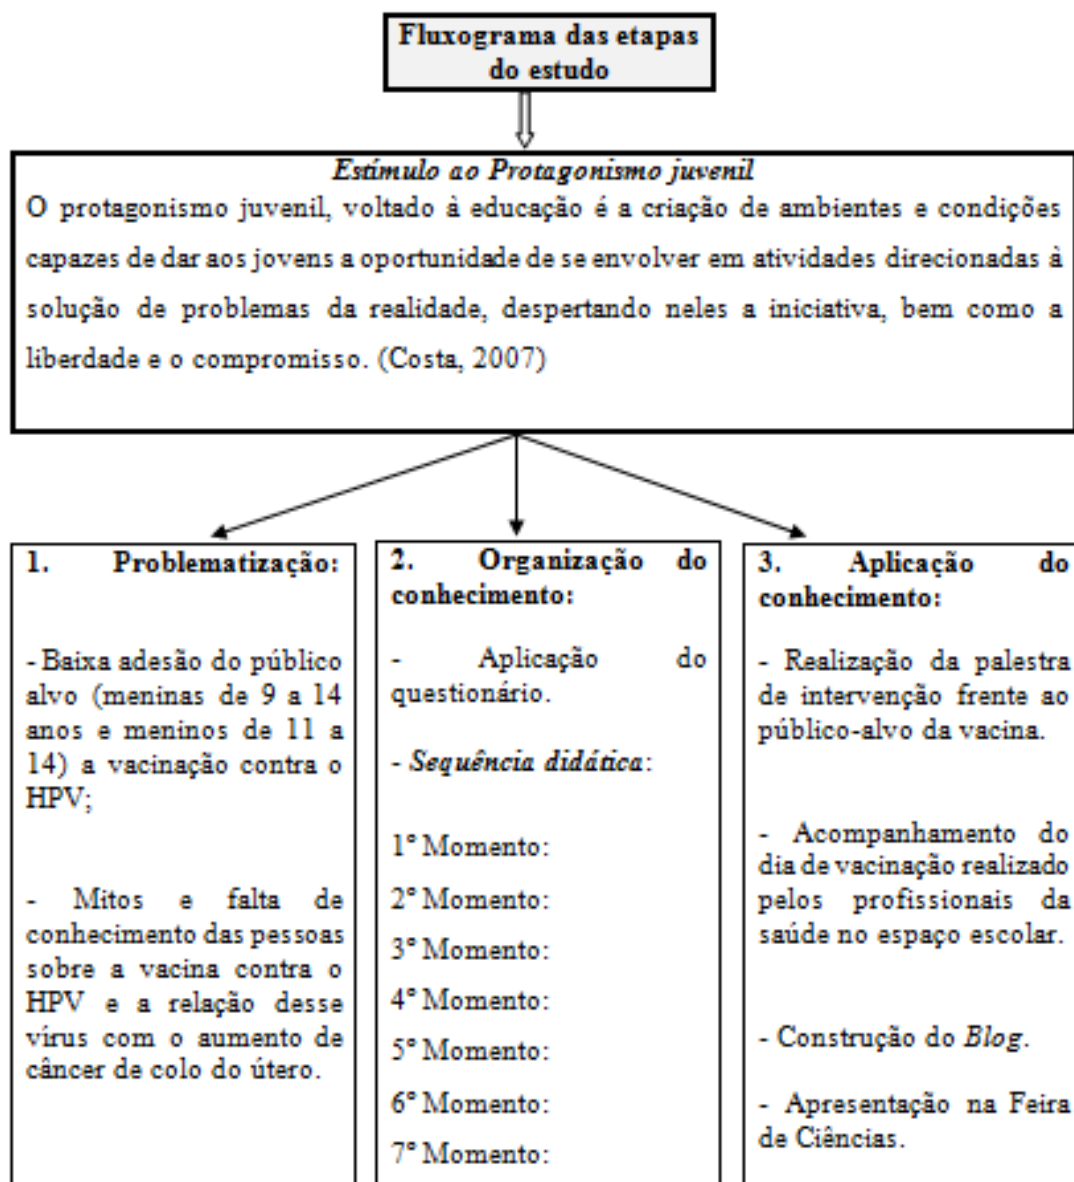 Fluxograma das etapas
do estudo
Estímulo ao Protagonismo juvenil
O protagonismo juvenil, voltado à educação é a criação de ambientes e condições
capazes de dar aos jovens a oportunidade de se envolver em atividades direcionadas à
solução de problemas da realidade, despertando neles a iniciativa, bem como a
liberdade e o compromisso. (Costa, 2007)
1. Problematização:
- Baixa adesão do público
alvo (meninas de 9 a 14
anos e meninos de 11 a
14) a vacinação contra o
HPV;
- Mitos e falta de
conhecimento das pessoas
sobre a vacina contra o
HPV e a relação desse
vírus com o aumento de
câncer de colo do útero.
2. Organização do
conhecimento:
- Aplicação do
questionário.
- Sequência didática:
1° Momento:
2° Momento:
3° Momento:
4° Momento:
5° Momento:
6° Momento:
7° Momento:
3. Aplicação do
conhecimento:
- Realização da palestra
de intervenção frente ao
público-alvo da vacina.
- Acompanhamento do
dia de vacinação realizado
pelos profissionais da
saúde no espaço escolar.
- Construção do Blog.
- Apresentação na Feira
de Ciências.